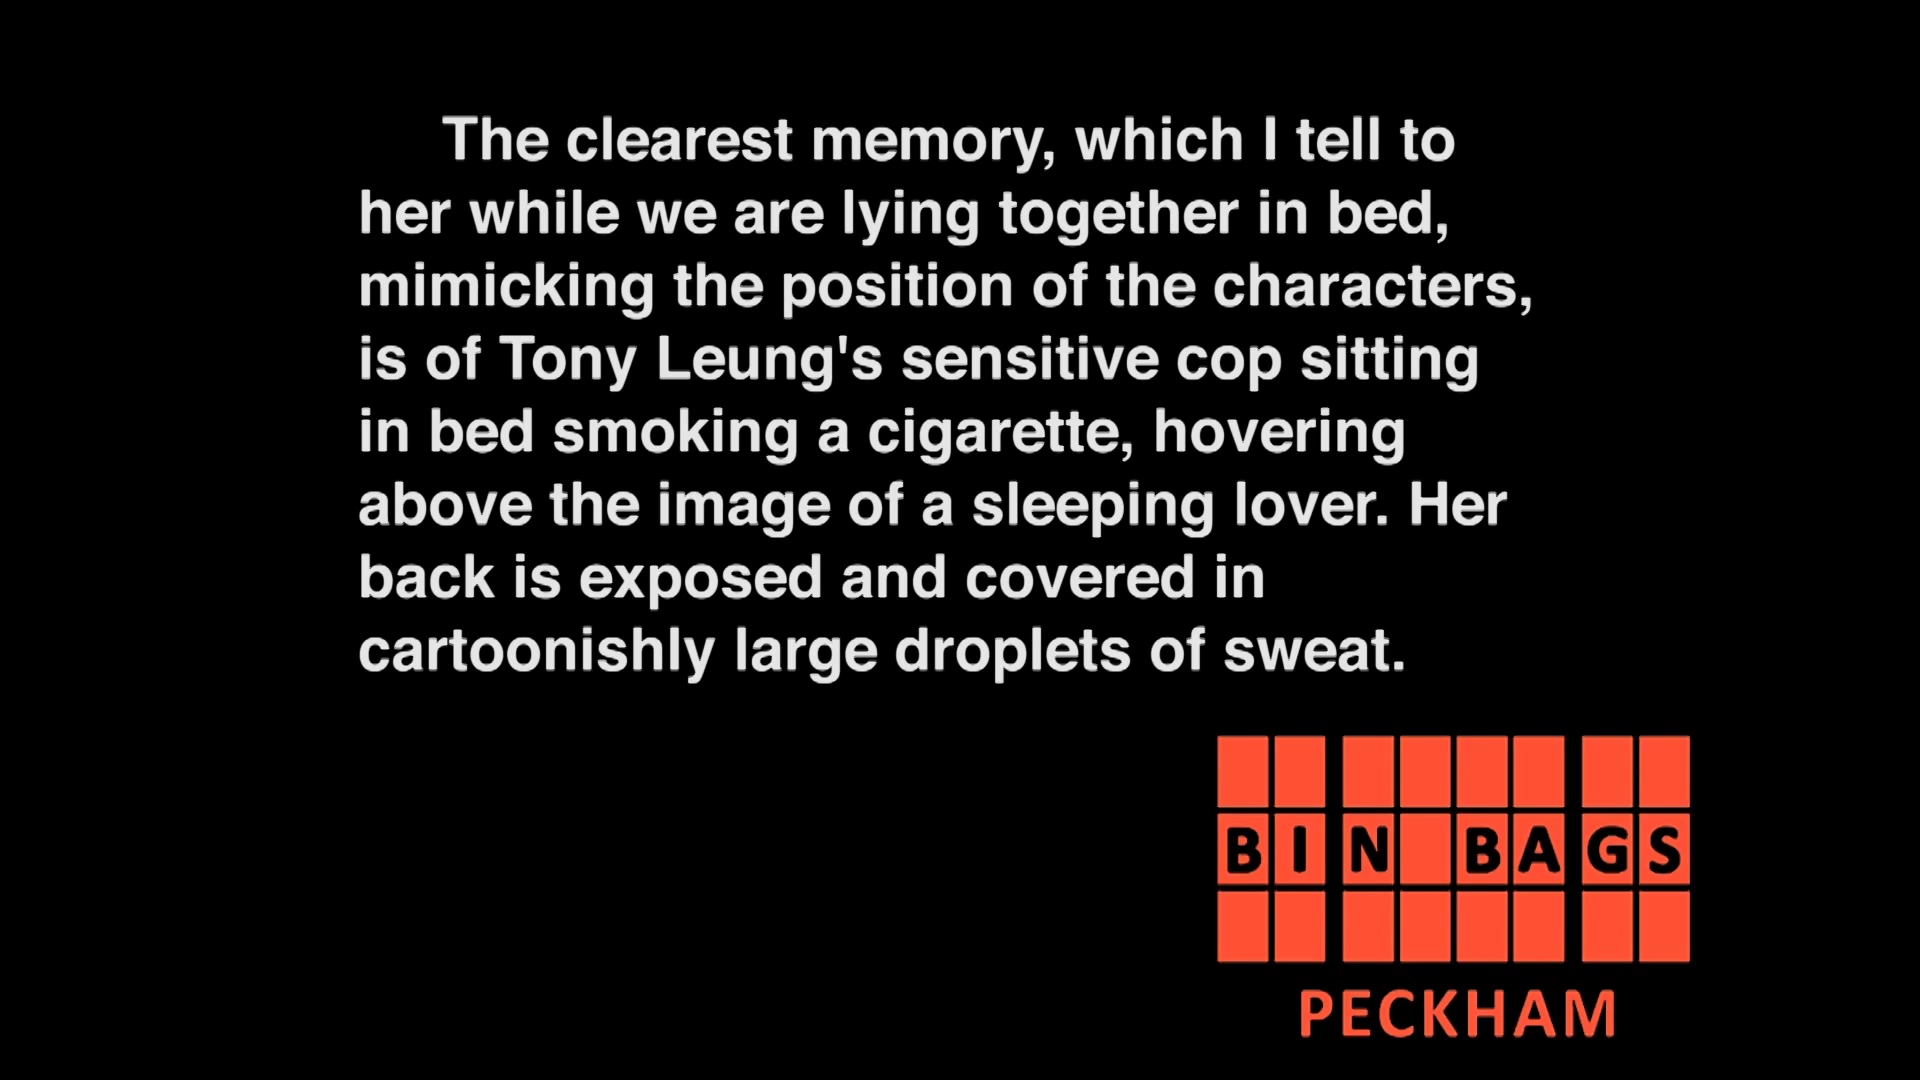 The clearest memory, which I tell to
her while we are lying together in bed,
mimicking the position of the characters,
is of Tony Leung's sensitive cop sitting
in bed smoking a cigarette, hovering
above the image of a sleeping lover. Her
back is exposed and covered in
cartoonishly large droplets of sweat.
BIN BAGS
PECKHAM